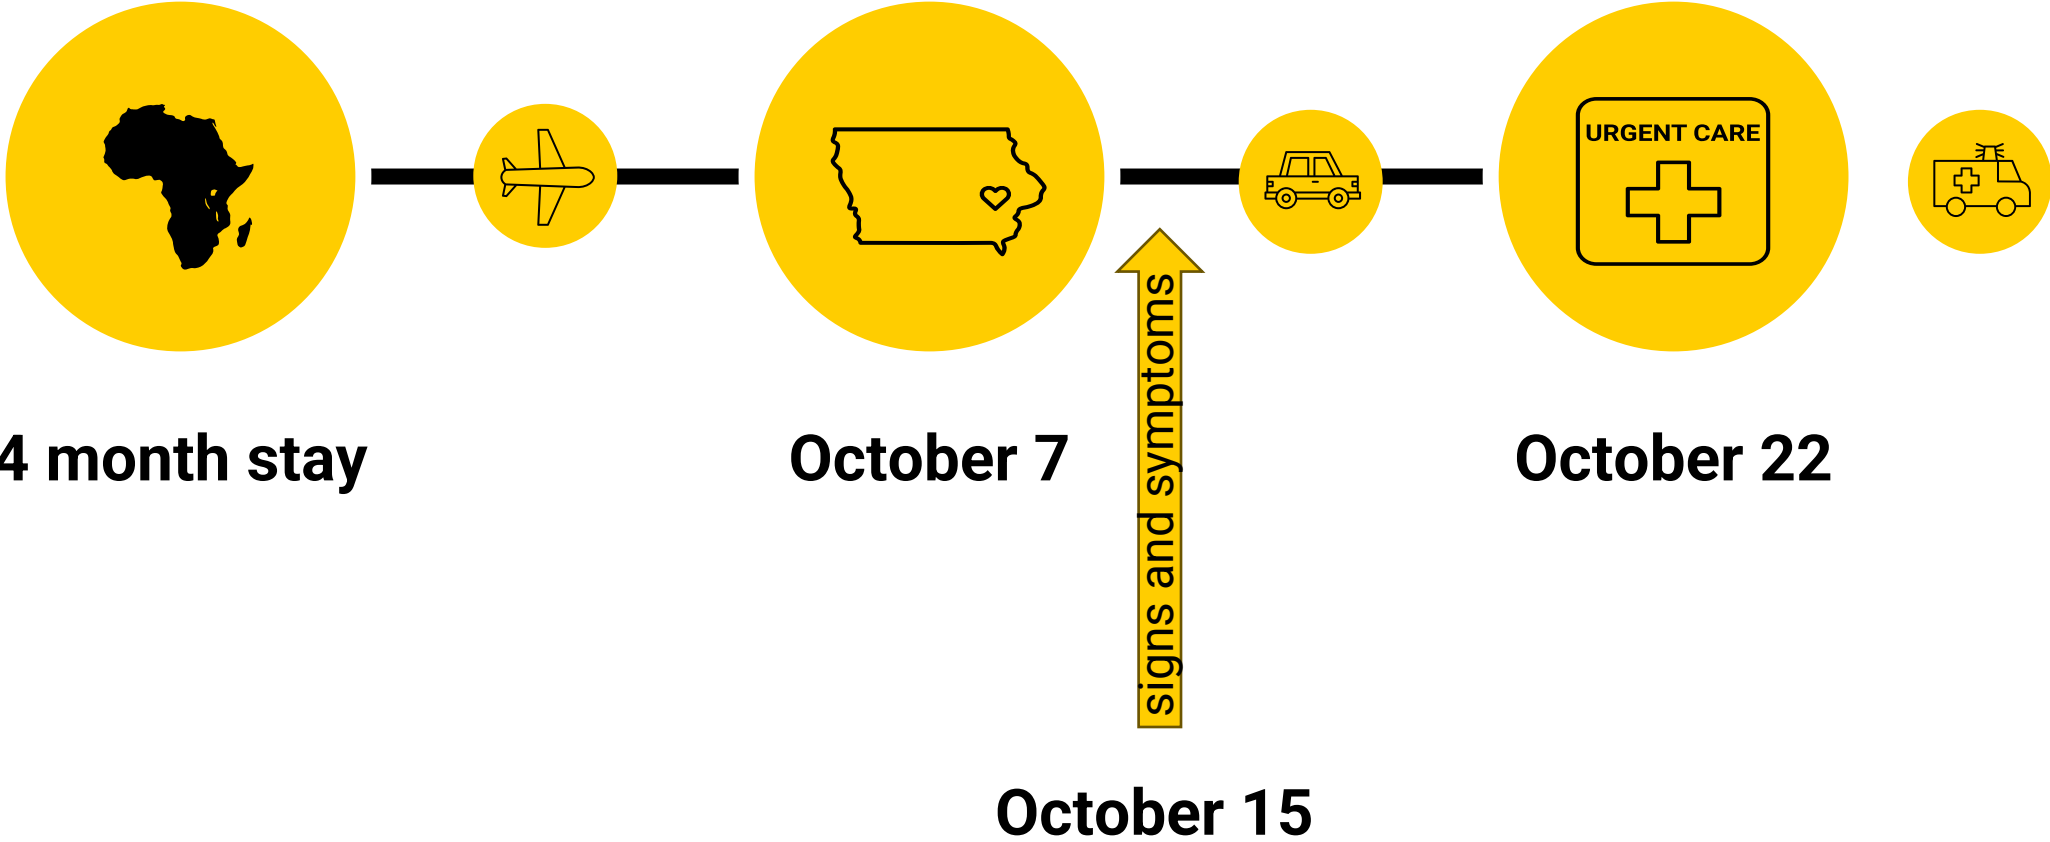 URGENT CARE
4 month stay
October 7
signs and symptoms
October 22
October 15